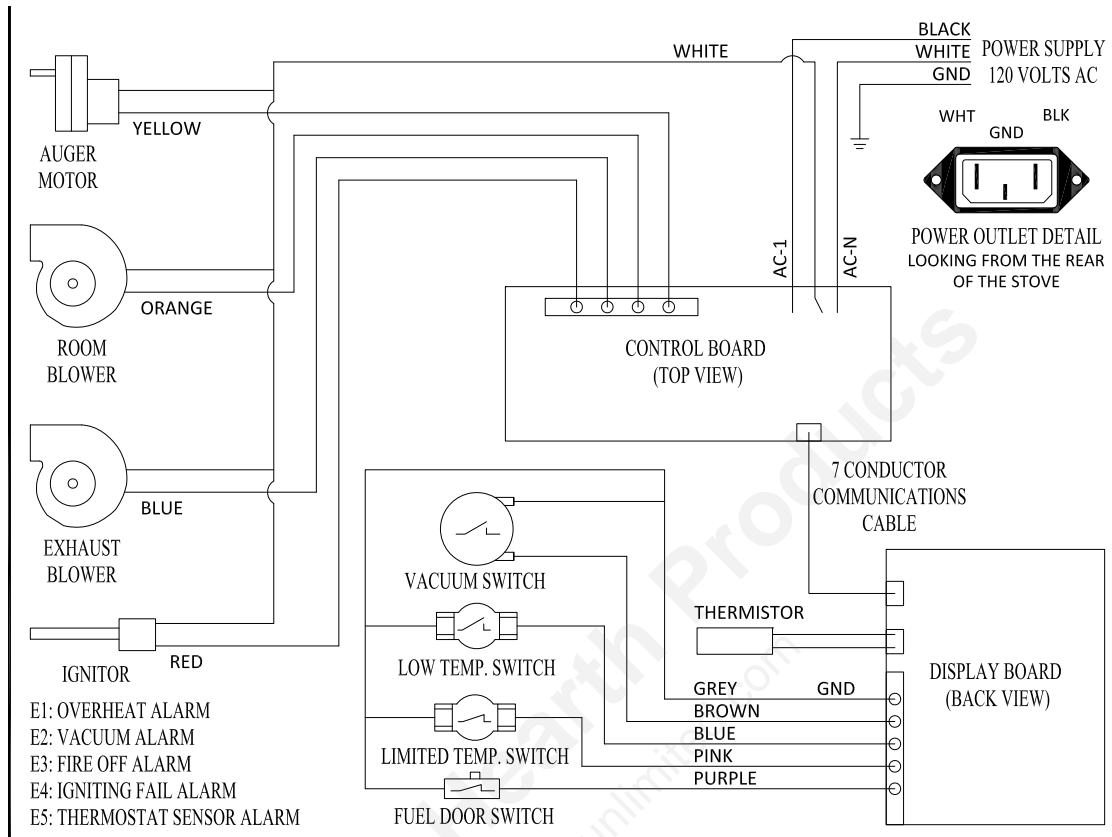 BLACK
WHITE
WHITE
POWER SUPPLY
120 VOLTS AC
GND
YELLOW
AUGER
MOTOR
WHT
BLK
GND
AC-1
AC-N
POWER OUTLET DETAIL
LOOKING FROM THE REAR
OF THE STOVE
ORANGE
ROOM
BLOWER
CONTROL BOARD
(TOP VIEW)
BLUE
EXHAUST
BLOWER
7 CONDUCTOR
COMMUNICATIONS
CABLE
VACUUM SWITCH
THERMISTOR
RED
IGNITOR
LOW TEMP. SWITCH
DISPLAY BOARD
(BACK VIEW)
GREY
GND
BROWN
BLUE
PINK
PURPLE
LIMITED TEMP. SWITCH
FUEL DOOR SWITCH
E1: OVERHEAT ALARM
E2: VACUUM ALARM
E3: FIRE OFF ALARM
E4: IGNITING FAIL ALARM
E5: THERMOSTAT SENSOR ALARM
Hearth Products